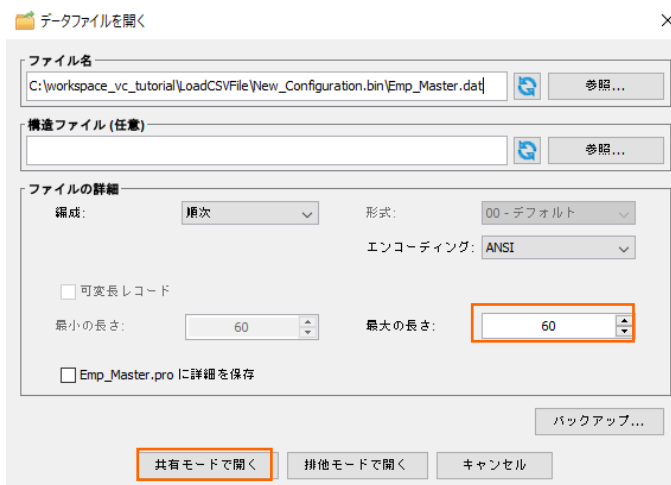 データファイルを開く
ファイル名
C:\workspace_vc_tutorial\LoadCSVFile\New_Configuration.bin\Emp_Master.dat 参照...
構造ファイル (任意)
参照...
ファイルの詳細
編成: 順次 形式: 00 - デフォルト
エンコーディング: ANSI
可変長レコード
最小の長さ: 60 最大の長さ: 60
Emp_Master.pro に詳細を保存
バックアップ...
共有モードで開く 排他モードで開く キャンセル